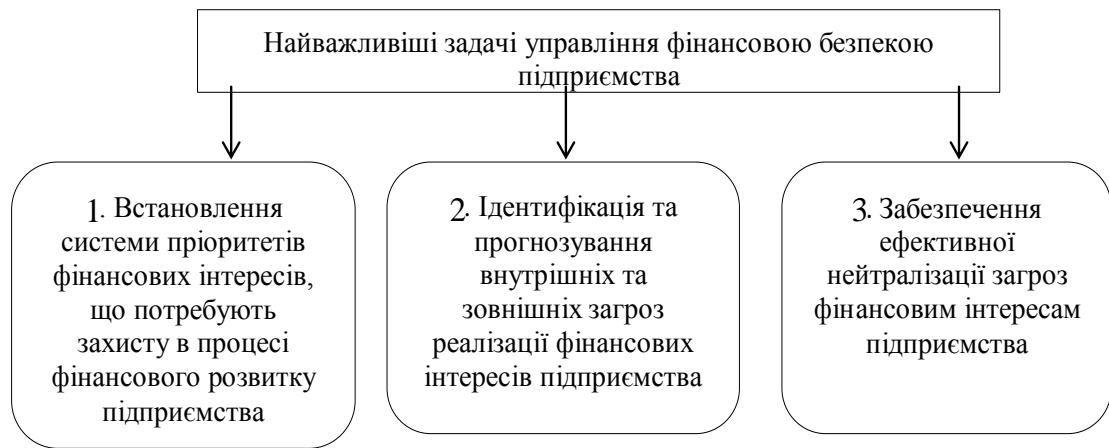 Найважливіші задачі управління фінансовою безпекою
підприємства
1. Встановлення
системи пріоритетів
фінансових інтересів,
що потребують
захисту в процесі
фінансового розвитку
підприємства
2. Ідентифікація та
прогнозування
внутрішніх та
зовнішніх загроз
реалізації фінансових
інтересів підприємства
3. Забезпечення
ефективної
нейтралізації загроз
фінансовим інтересам
підприємства